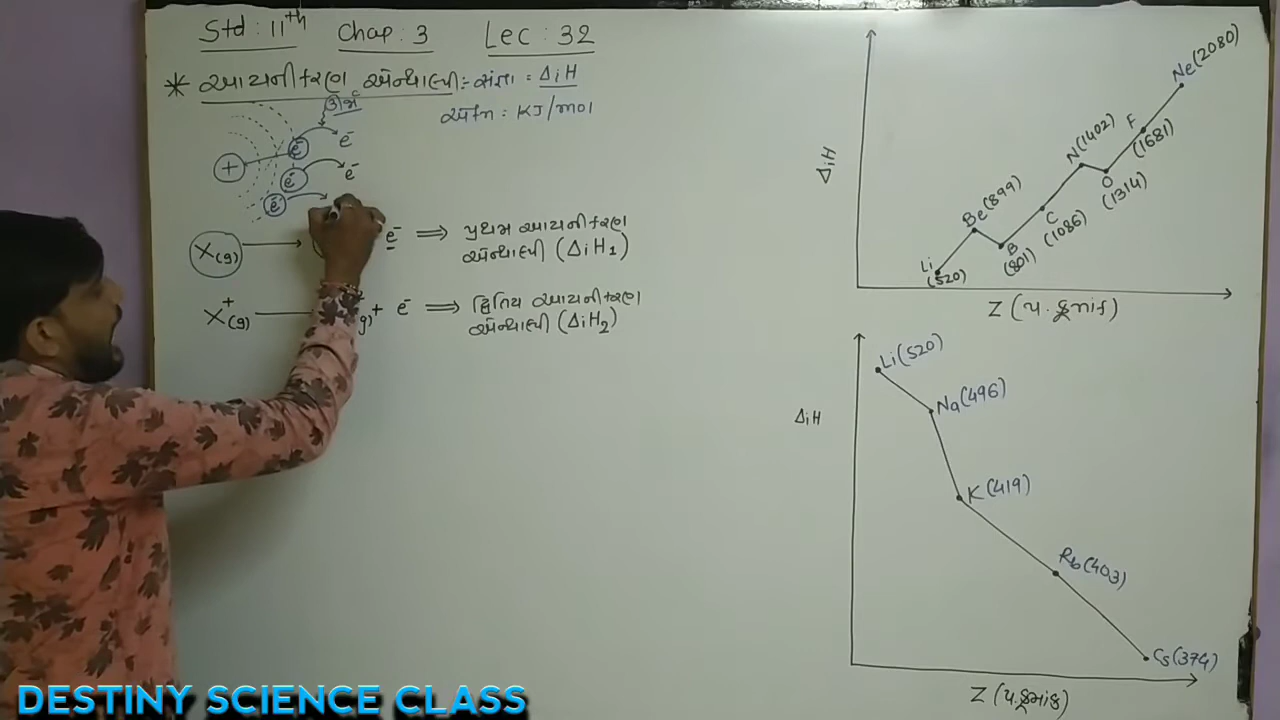 Std : 11th Chap : 3 Lec : 32
* આયનીકરણ એન્થાલ્પી :- સંજ્ઞા : ΔiH
એકમ : KJ/mol
ઊર્જા
e-
e-
e-
e-
e-
+
X(g) → e- ⇒ પ્રથમ આયનીકરણ
એન્થાલ્પી (ΔiH1)
X+(g) → g) + e- ⇒ દ્વિતિય આયનીકરણ
એન્થાલ્પી (ΔiH2)
ΔiH
Li (520)
Be (899)
B (801)
C (1086)
N (1402)
O (1314)
F (1681)
Ne (2080)
Z (પ. ક્રમાંક)
ΔiH
Li (520)
Na (496)
K (419)
Rb (403)
Cs (374)
Z (પ. ક્રમાંક)
DESTINY SCIENCE CLASS